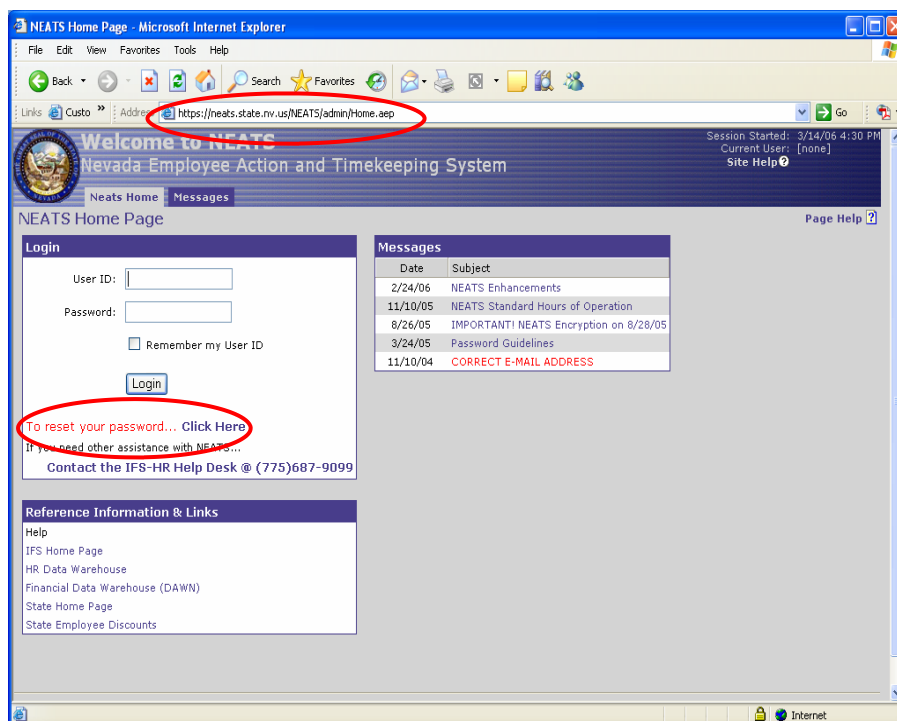 NEATS Home Page - Microsoft Internet Explorer
File Edit View Favorites Tools Help
Back Search Favorites
Links Custo » Addres https://neats.state.nv.us/NEATS/admin/Home.aep Go
Welcome to NEATS
Nevada Employee Action and Timekeeping System
Session Started: 3/14/06 4:30 PM
Current User: [none]
Site Help?
Neats Home Messages
NEATS Home Page
Page Help ?
Login
User ID:
Password:
Remember my User ID
Login
To reset your password... Click Here
If you need other assistance with NEATS...
Contact the IFS-HR Help Desk @ (775)687-9099
Messages
Date Subject
2/24/06 NEATS Enhancements
11/10/05 NEATS Standard Hours of Operation
8/26/05 IMPORTANT! NEATS Encryption on 8/28/05
3/24/05 Password Guidelines
11/10/04 CORRECT E-MAIL ADDRESS
Reference Information & Links
Help
IFS Home Page
HR Data Warehouse
Financial Data Warehouse (DAWN)
State Home Page
State Employee Discounts
Internet